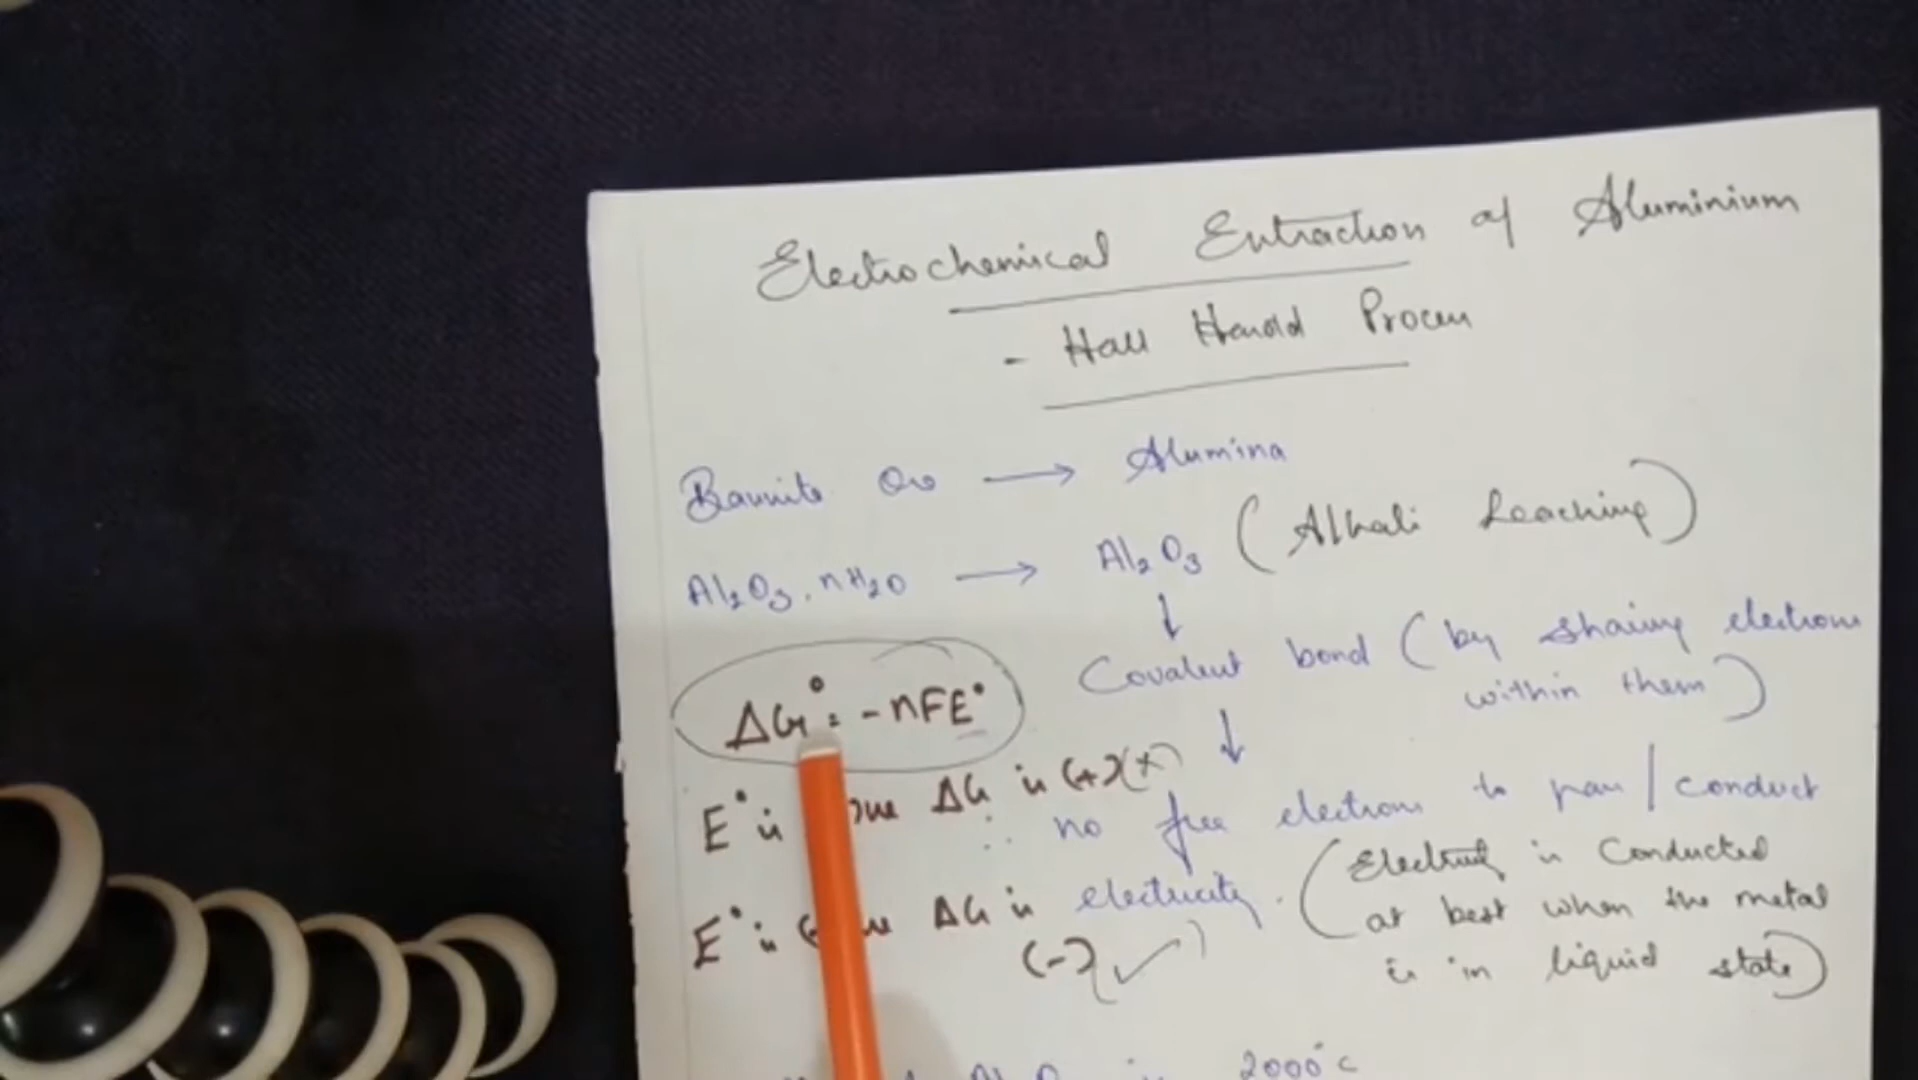 Electrochemical Extraction of Aluminium
- Hall Herold Process
Bauxite Ore → Alumina
Al₂O₃.nH₂O → Al₂O₃ (Alkali Leaching)
↓
Covalent bond (by sharing electrons within them)
↓
∴ no free electrons to pass / conduct electricity. (Electricity is conducted at best when the metal is in liquid state)
ΔG° = -nFE°
E° is ΔG is (+)(×)
E° is ΔG is (-) ✓
2000°C